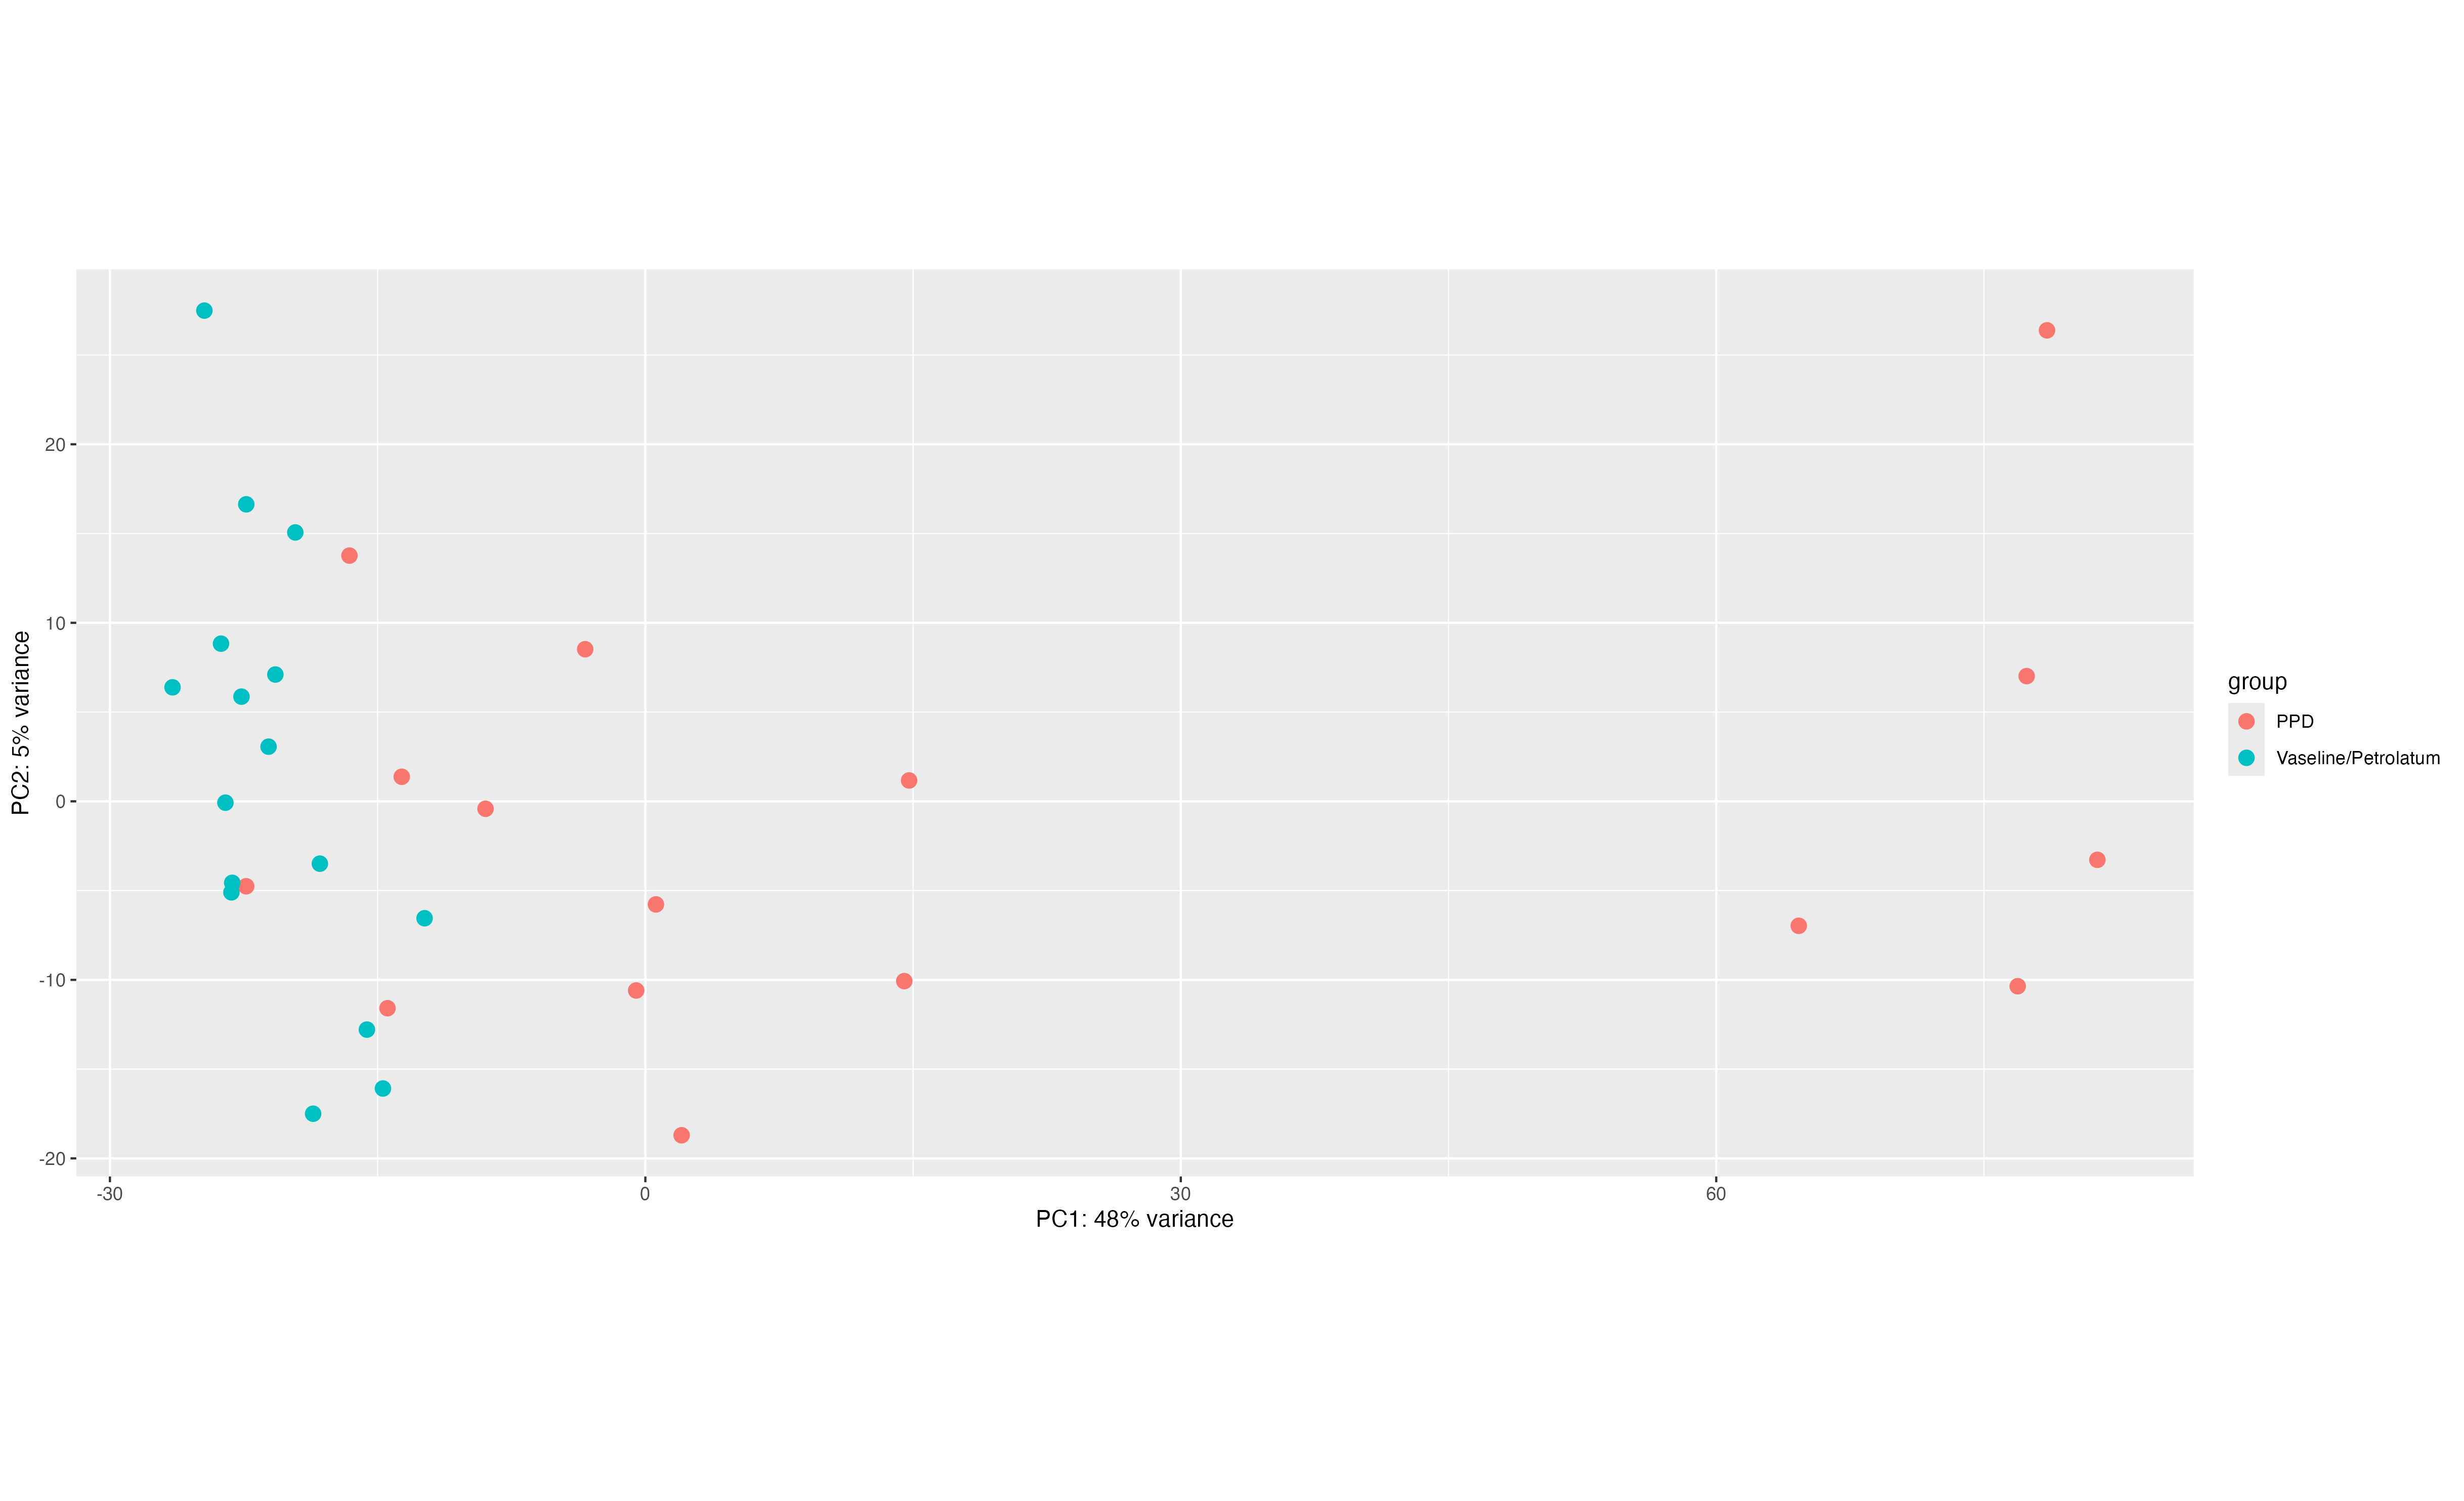 20
10
0
-10
-20
-30
0
30
60
PC1: 48% variance
PC2: 5% variance
group
PPD
Vaseline/Petrolatum